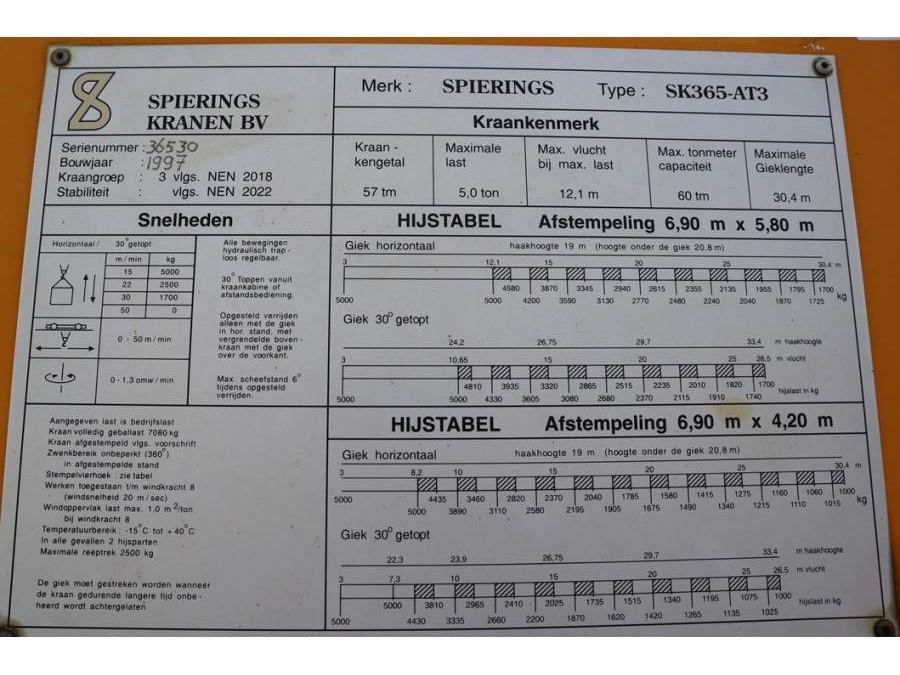 SPIERINGS
KRANEN BV
Merk : SPIERINGS Type : SK365-AT3
Kraankenmerk
Serienummer : 36530
Bouwjaar : 1997
Kraangroep : 3 vlgs. NEN 2018
Stabiliteit : vlgs. NEN 2022
Kraan -
kengetal
57 tm
Maximale
last
5,0 ton
Max. vlucht
bij max. last
12,1 m
Max. tonmeter
capaciteit
60 tm
Maximale
Gieklengte
30,4 m
Snelheden
Horizontaal / 30° getopt
m / min kg
15 5000
22 2500
30 1700
50 0
0 - 50 m / min
0 - 1,3 omw / min
Alle bewegingen
hydraulisch trap -
loos regelbaar.
30° Toppen vanuit
kraankabine of
afstandsbediening.
Opgesteld verrijden
alleen met de giek
in hor. stand, met
vergrendelde boven -
kraan met de giek
over de voorkant.
Max. scheefstand 6°
tijdens opgesteld
verrijden.
Aangegeven last is bedrijfslast
Kraan volledig geballast 7080 kg
Kraan afgestempeld vlgs. voorschrift
Zwenkbereik onbeperkt (360°)
in afgestempelde stand
Stempelvierhoek : zie tabel
Werken toegestaan t/m windkracht 8
(windsnelheid 20 m / sec)
Windoppervlak last max. 1,0 m²/ton
bij windkracht 8
Temperatuurbereik : -15°C tot +40°C
In alle gevallen 2 hijsparten
Maximale reeptrek 2500 kg
De giek moet gestreken worden wanneer
de kraan gedurende langere tijd onbe -
heerd wordt achtergelaten
HIJSTABEL Afstempeling 6,90 m x 5,80 m
Giek horizontaal haakhoogte 19 m (hoogte onder de giek 20,8 m)
3 12,1 15 20 25 30,4 m
4580 3870 3345 2940 2615 2355 2135 1955 1795 1700
5000 5000 4200 3590 3130 2770 2480 2240 2040 1870 1725 kg
Giek 30° getopt
24,2 26,75 29,7 33,4 m haakhoogte
3 10,65 15 20 25 26,5 m vlucht
4810 3935 3320 2865 2515 2235 2010 1820 1700
5000 5000 4330 3605 3080 2680 2370 2115 1910 1740 hijslast in kg
HIJSTABEL Afstempeling 6,90 m x 4,20 m
Giek horizontaal haakhoogte 19 m (hoogte onder de giek 20,8 m)
3 8,2 10 15 20 25 30,4 m
4435 3460 2820 2370 2040 1785 1580 1415 1275 1160 1060 1000
5000 5000 3890 3110 2580 2195 1905 1675 1490 1340 1215 1110 1015 kg
Giek 30° getopt
22,3 23,9 26,75 29,7 33,4 m haakhoogte
3 7,3 10 15 20 25 26,5 m vlucht
5000 3810 2965 2410 2025 1735 1515 1340 1195 1075 1000
5000 4430 3335 2660 2200 1870 1620 1420 1265 1135 1025 hijslast in kg